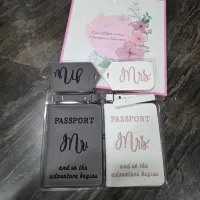 Mr.
Mrs.
PASSPORT
Mr.
and so the
adventure begins
PASSPORT
Mrs.
and so the
adventure begins